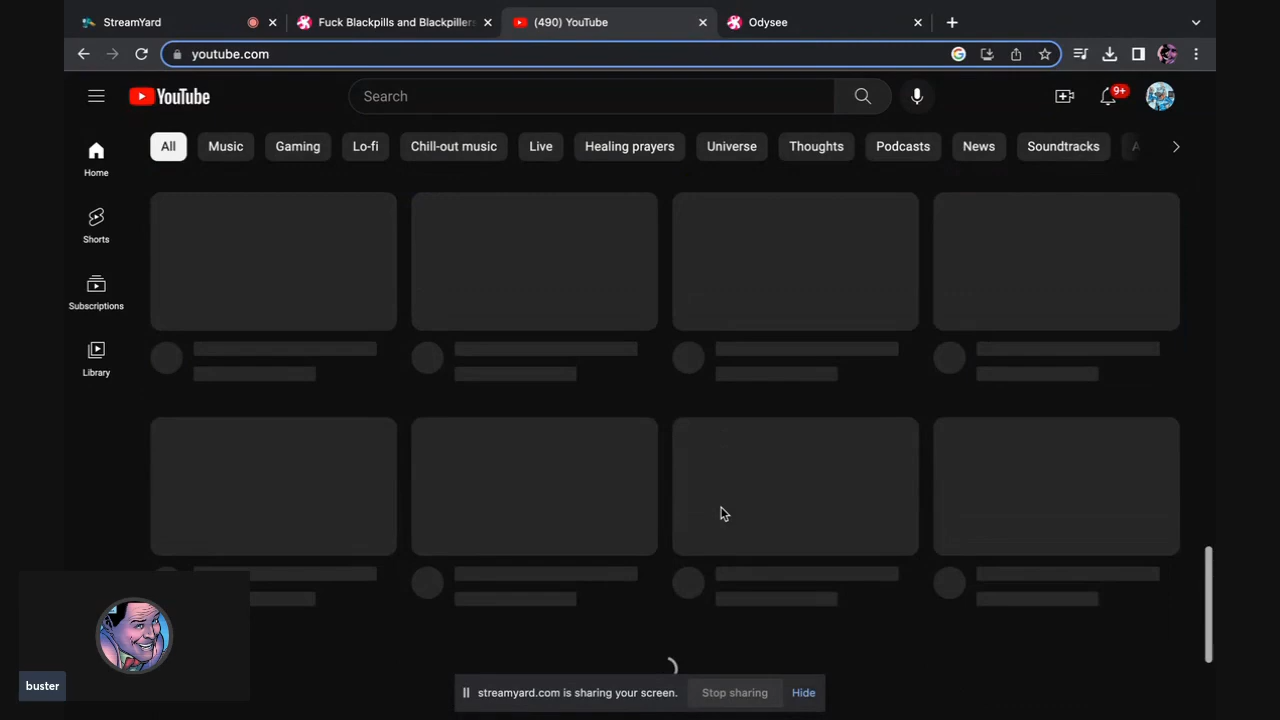 StreamYard
Fuck Blackpills and Blackpillers
(490) YouTube
Odysee
youtube.com
YouTube
Search
9+
All
Music
Gaming
Lo-fi
Chill-out music
Live
Healing prayers
Universe
Thoughts
Podcasts
News
Soundtracks
Home
Shorts
Subscriptions
Library
buster
streamyard.com is sharing your screen.
Stop sharing
Hide